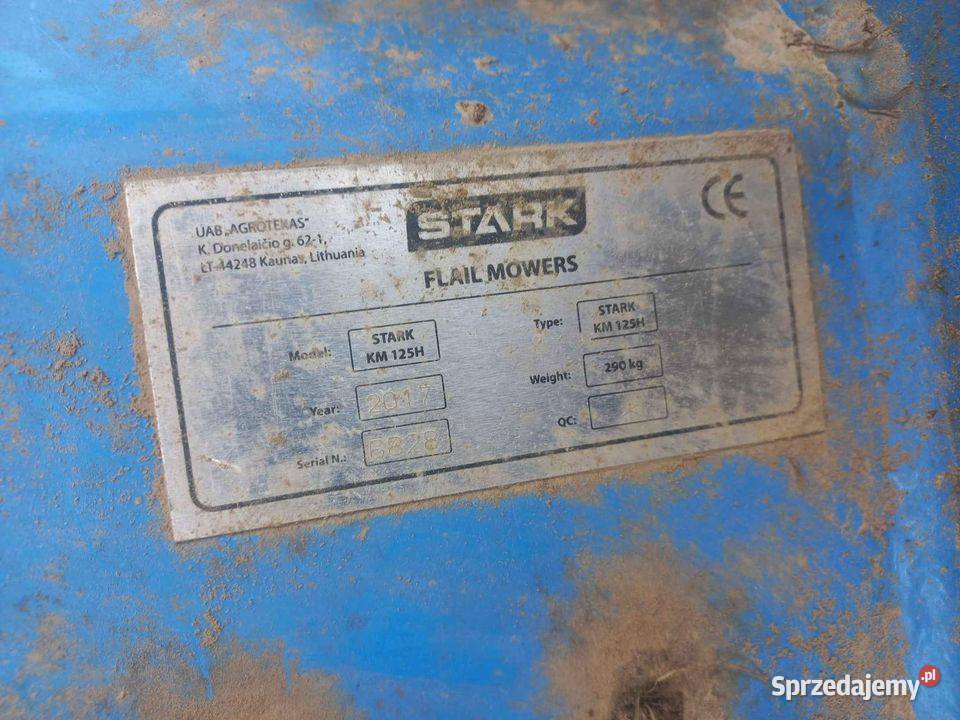 UAB „AGROTEKAS"
K. Donelaičio g. 62-1,
LT-44248 Kaunas, Lithuania
STARK
CE
FLAIL MOWERS
Model: STARK KM 125H
Type: STARK KM 125H
Year: 2017
Weight: 290 kg
Serial N.: B828
QC:
Sprzedajemy.pl